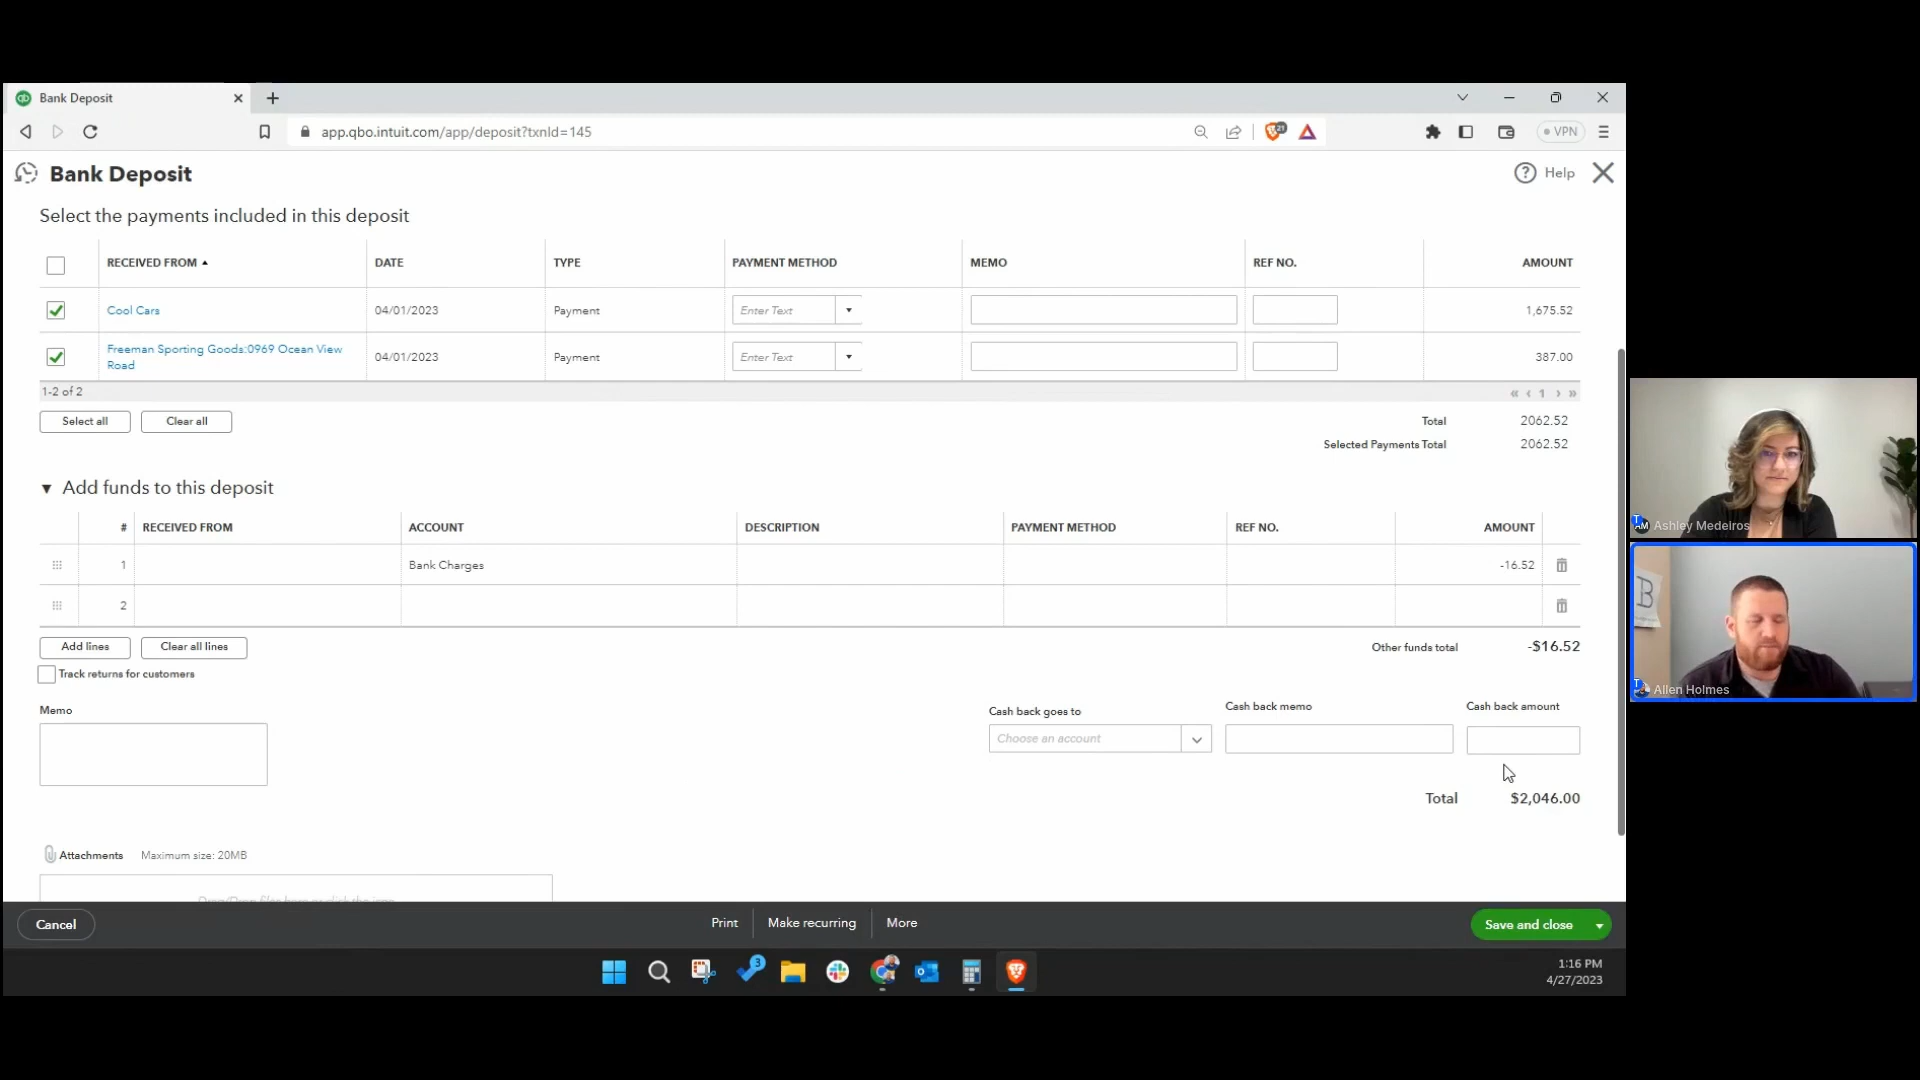 Bank Deposit
app.qbo.intuit.com/app/deposit?txnId=145
21
VPN
Bank Deposit
Help
Select the payments included in this deposit
RECEIVED FROM DATE TYPE PAYMENT METHOD MEMO REF NO. AMOUNT
Cool Cars 04/01/2023 Payment Enter Text 1,675.52
Freeman Sporting Goods:0969 Ocean View
Road
04/01/2023 Payment Enter Text 387.00
1-2 of 2 « ‹ 1 › »
Select all Clear all Total 2062.52
Selected Payments Total 2062.52
Add funds to this deposit
# RECEIVED FROM ACCOUNT DESCRIPTION PAYMENT METHOD REF NO. AMOUNT
1 Bank Charges -16.52
2
Add lines Clear all lines Other funds total -$16.52
Track returns for customers
Memo Cash back goes to Cash back memo Cash back amount
Choose an account
Total $2,046.00
Attachments Maximum size: 20MB
Cancel Print Make recurring More Save and close
3
1:16 PM
4/27/2023
AM Ashley Medeiros
B
Allen Holmes